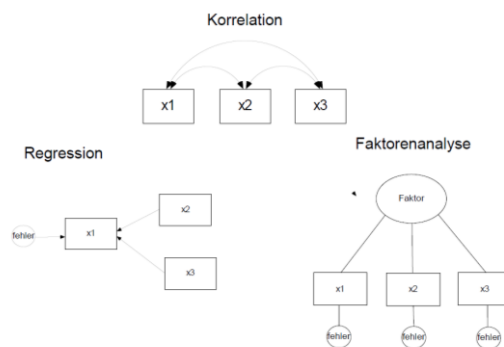 Korrelation
x1 x2 x3
Regression
fehler x1 x2
x3
Faktorenanalyse
Faktor
x1 x2 x3
fehler fehler fehler